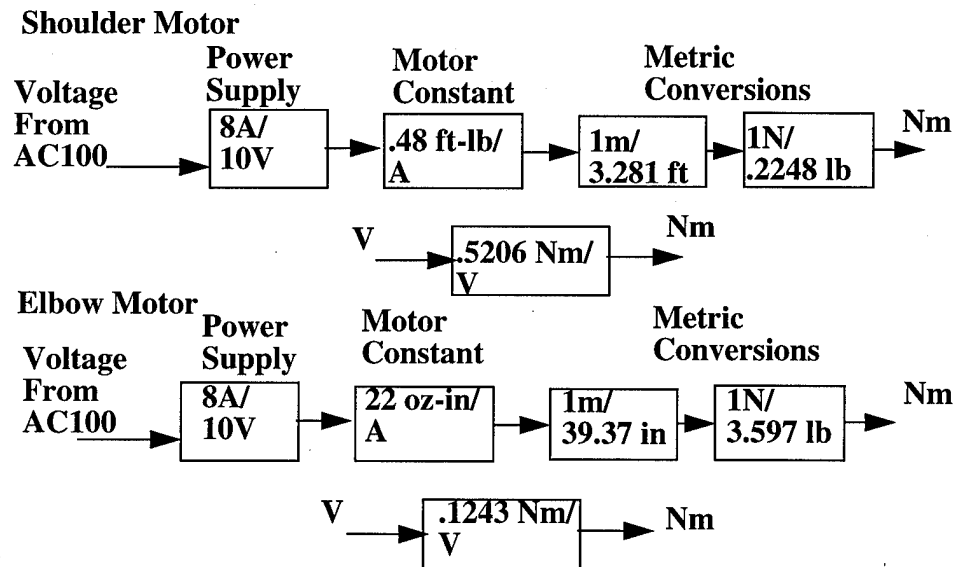 Shoulder Motor
Voltage
From
AC100
Power
Supply
8A/
10V
Motor
Constant
.48 ft-lb/
A
Metric
Conversions
1m/
3.281 ft
1N/
.2248 lb
Nm
V
.5206 Nm/
V
Nm
Elbow Motor
Voltage
From
AC100
Power
Supply
8A/
10V
Motor
Constant
22 oz-in/
A
Metric
Conversions
1m/
39.37 in
1N/
3.597 lb
Nm
V
.1243 Nm/
V
Nm